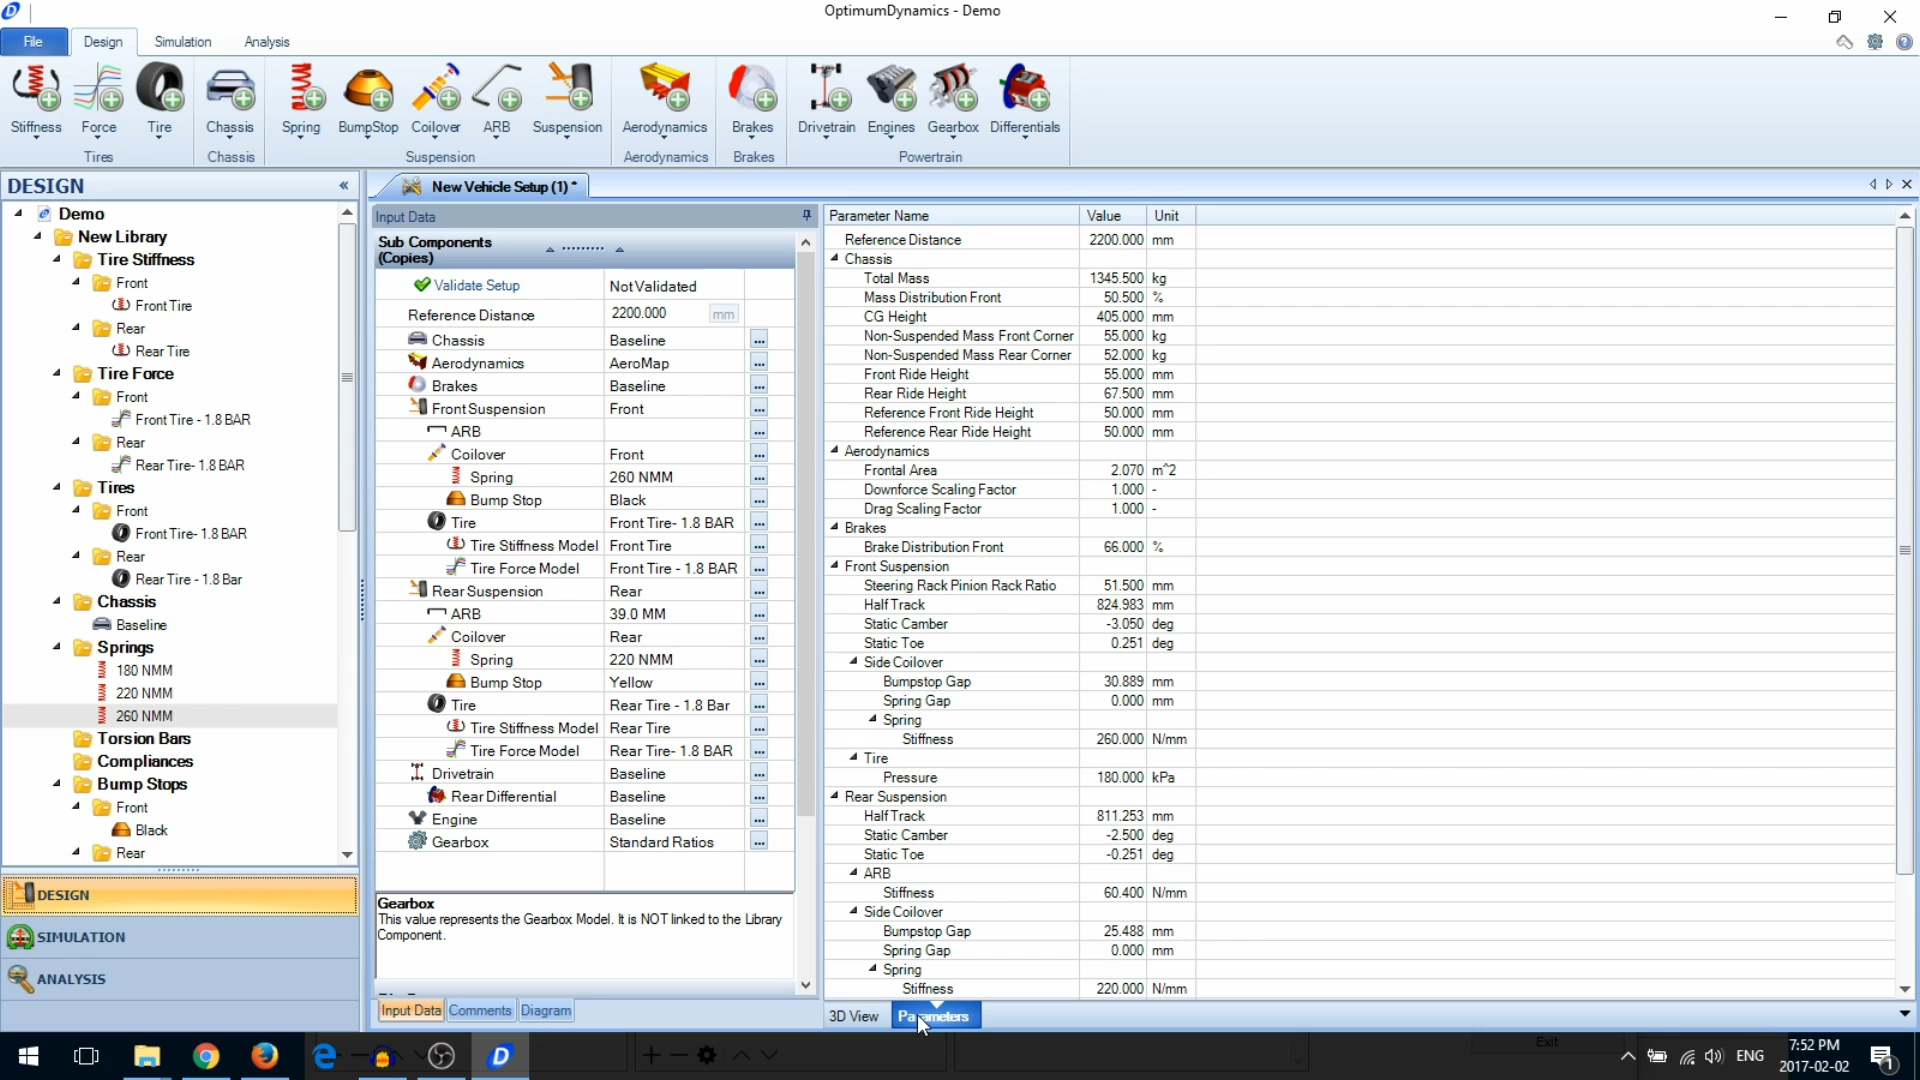 OptimumDynamics - Demo
File
Design
Simulation
Analysis
Stiffness
Force
Tire
Chassis
Spring
BumpStop
Coilover
ARB
Suspension
Aerodynamics
Brakes
Drivetrain
Engines
Gearbox
Differentials
Tires
Chassis
Suspension
Aerodynamics
Brakes
Powertrain
DESIGN
Demo
New Library
Tire Stiffness
Front
Front Tire
Rear
Rear Tire
Tire Force
Front
Front Tire - 1.8 BAR
Rear
Rear Tire- 1.8 BAR
Tires
Front
Front Tire- 1.8 BAR
Rear
Rear Tire - 1.8 Bar
Chassis
Baseline
Springs
180 NMM
220 NMM
260 NMM
Torsion Bars
Compliances
Bump Stops
Front
Black
Rear
DESIGN
SIMULATION
ANALYSIS
New Vehicle Setup (1) *
Input Data
Sub Components
(Copies)
Validate Setup NotValidated
Reference Distance 2200.000 mm
Chassis Baseline ...
Aerodynamics AeroMap ...
Brakes Baseline ...
Front Suspension Front ...
ARB ...
Coilover Front ...
Spring 260 NMM ...
Bump Stop Black ...
Tire Front Tire- 1.8 BAR ...
Tire Stiffness Model Front Tire ...
Tire Force Model Front Tire - 1.8 BAR ...
Rear Suspension Rear ...
ARB 39.0 MM ...
Coilover Rear ...
Spring 220 NMM ...
Bump Stop Yellow ...
Tire Rear Tire - 1.8 Bar ...
Tire Stiffness Model Rear Tire ...
Tire Force Model Rear Tire- 1.8 BAR ...
Drivetrain Baseline ...
Rear Differential Baseline ...
Engine Baseline ...
Gearbox Standard Ratios ...
Gearbox
This value represents the Gearbox Model. It is NOT linked to the Library
Component.
Input Data
Comments
Diagram
Parameter Name Value Unit
Reference Distance 2200.000 mm
Chassis
Total Mass 1345.500 kg
Mass Distribution Front 50.500 %
CG Height 405.000 mm
Non-Suspended Mass Front Corner 55.000 kg
Non-Suspended Mass Rear Corner 52.000 kg
Front Ride Height 55.000 mm
Rear Ride Height 67.500 mm
Reference Front Ride Height 50.000 mm
Reference Rear Ride Height 50.000 mm
Aerodynamics
Frontal Area 2.070 m^2
Downforce Scaling Factor 1.000 -
Drag Scaling Factor 1.000 -
Brakes
Brake Distribution Front 66.000 %
Front Suspension
Steering Rack Pinion Rack Ratio 51.500 mm
Half Track 824.983 mm
Static Camber -3.050 deg
Static Toe 0.251 deg
Side Coilover
Bumpstop Gap 30.889 mm
Spring Gap 0.000 mm
Spring
Stiffness 260.000 N/mm
Tire
Pressure 180.000 kPa
Rear Suspension
Half Track 811.253 mm
Static Camber -2.500 deg
Static Toe -0.251 deg
ARB
Stiffness 60.400 N/mm
Side Coilover
Bumpstop Gap 25.488 mm
Spring Gap 0.000 mm
Spring
Stiffness 220.000 N/mm
3D View
Parameters
Exit
ENG
7:52 PM
2017-02-02
1